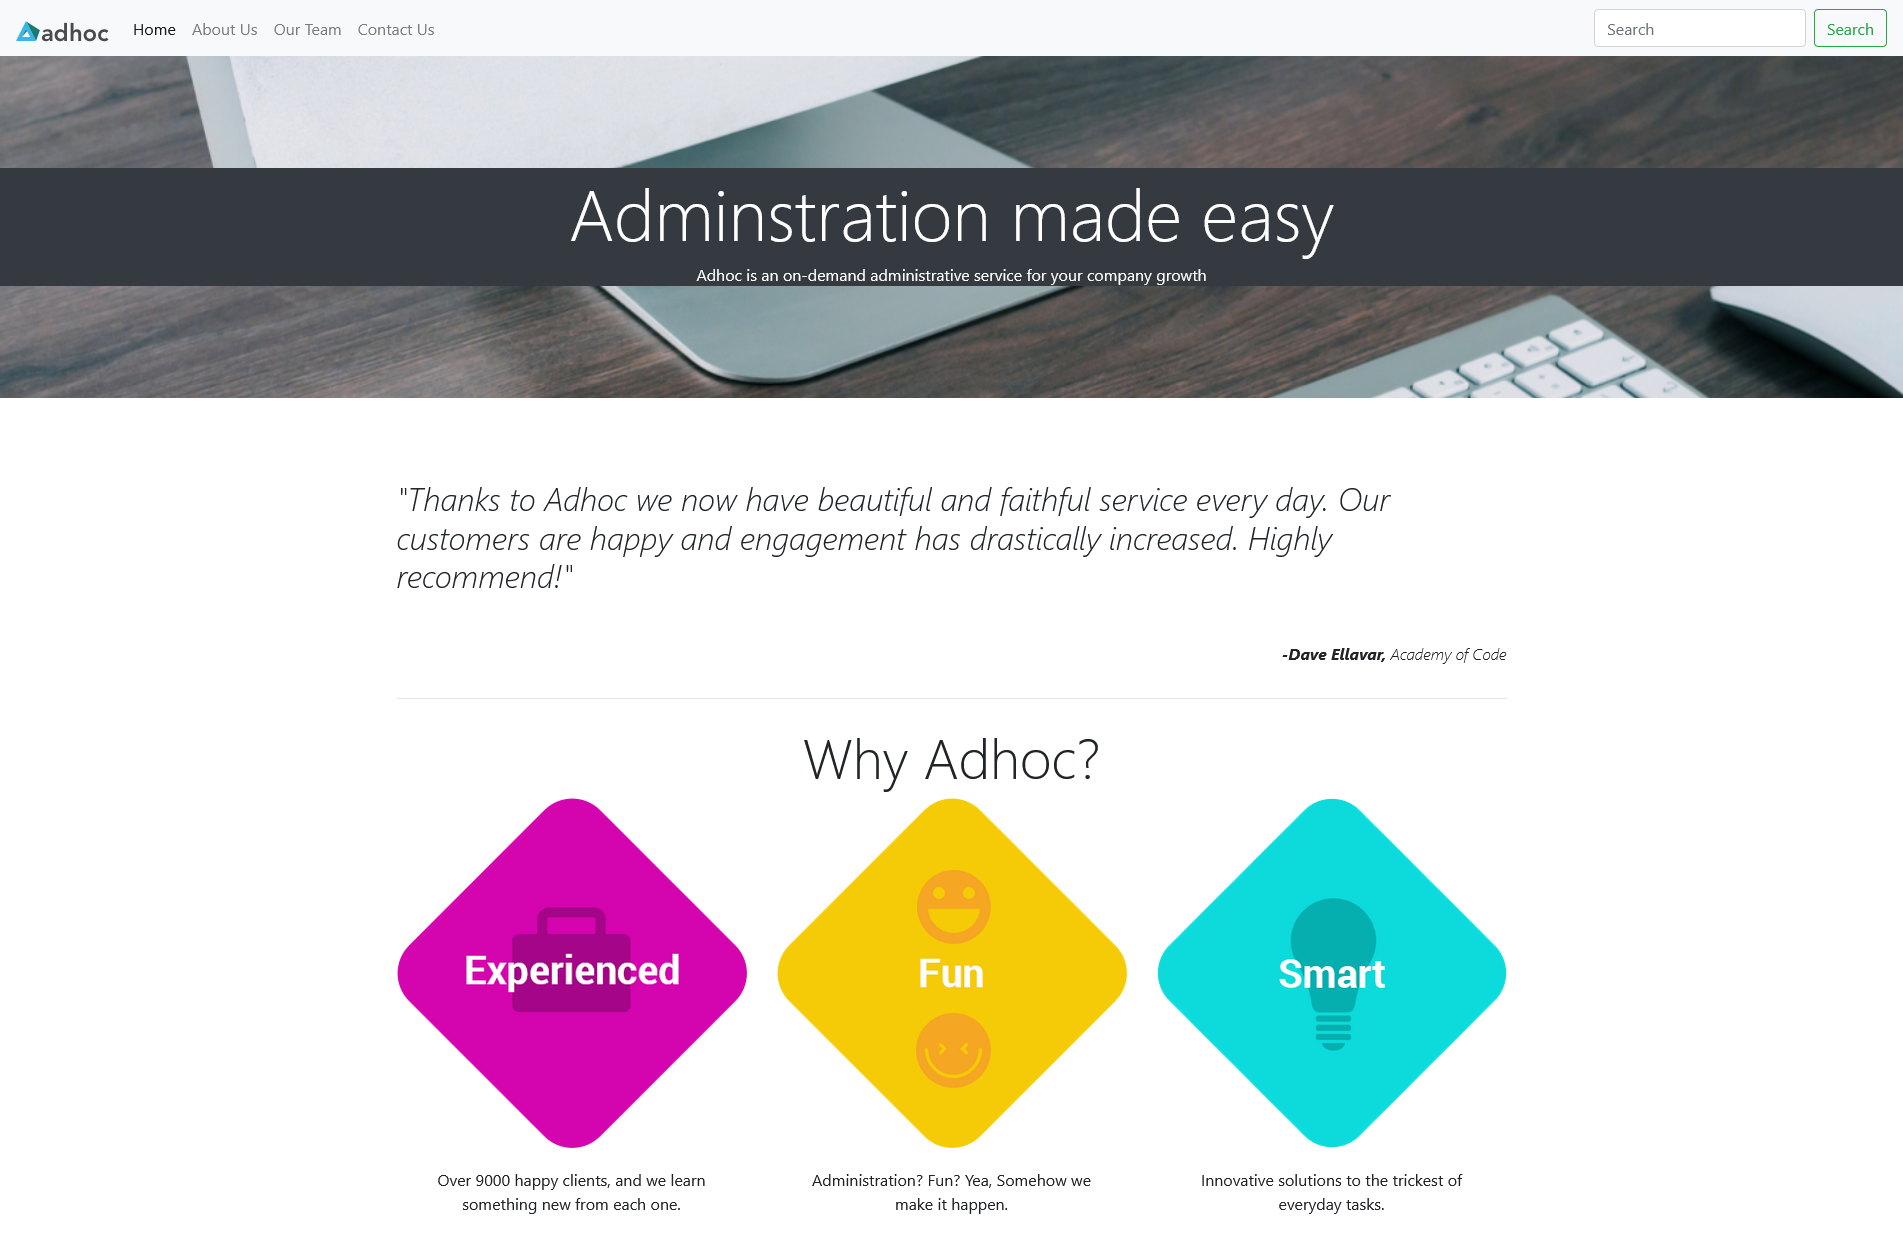 adhoc Home About Us Our Team Contact Us Search Search
Adminstration made easy
Adhoc is an on-demand administrative service for your company growth
"Thanks to Adhoc we now have beautiful and faithful service every day. Our
customers are happy and engagement has drastically increased. Highly
recommend!"
-Dave Ellavar, Academy of Code
Why Adhoc?
Experienced
Fun
Smart
Over 9000 happy clients, and we learn
something new from each one.
Administration? Fun? Yea, Somehow we
make it happen.
Innovative solutions to the trickest of
everyday tasks.